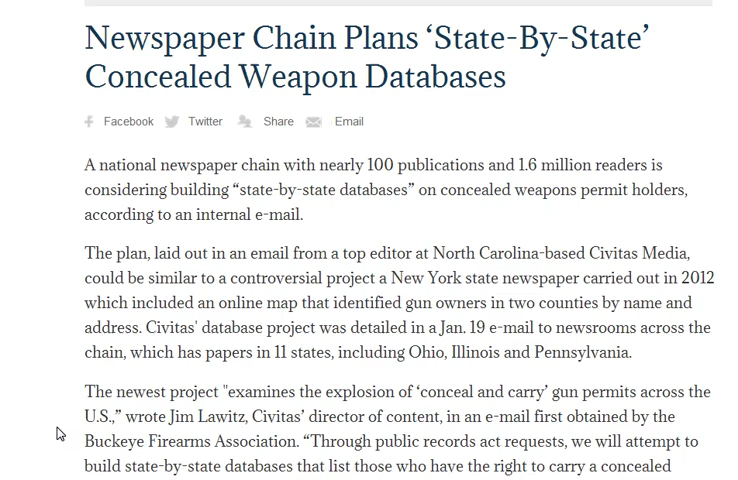 Newspaper Chain Plans ‘State-By-State’
Concealed Weapon Databases
Facebook Twitter Share Email
A national newspaper chain with nearly 100 publications and 1.6 million readers is
considering building “state-by-state databases” on concealed weapons permit holders,
according to an internal e-mail.
The plan, laid out in an email from a top editor at North Carolina-based Civitas Media,
could be similar to a controversial project a New York state newspaper carried out in 2012
which included an online map that identified gun owners in two counties by name and
address. Civitas' database project was detailed in a Jan. 19 e-mail to newsrooms across the
chain, which has papers in 11 states, including Ohio, Illinois and Pennsylvania.
The newest project "examines the explosion of ‘conceal and carry’ gun permits across the
U.S.,” wrote Jim Lawitz, Civitas’ director of content, in an e-mail first obtained by the
Buckeye Firearms Association. “Through public records act requests, we will attempt to
build state-by-state databases that list those who have the right to carry a concealed